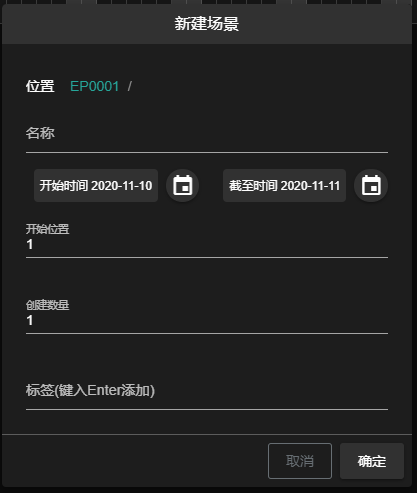 新建场景
位置 EP0001 /
名称
开始时间 2020-11-10 截至时间 2020-11-11
开始位置
1
创建数量
1
标签(键入Enter添加)
取消 确定